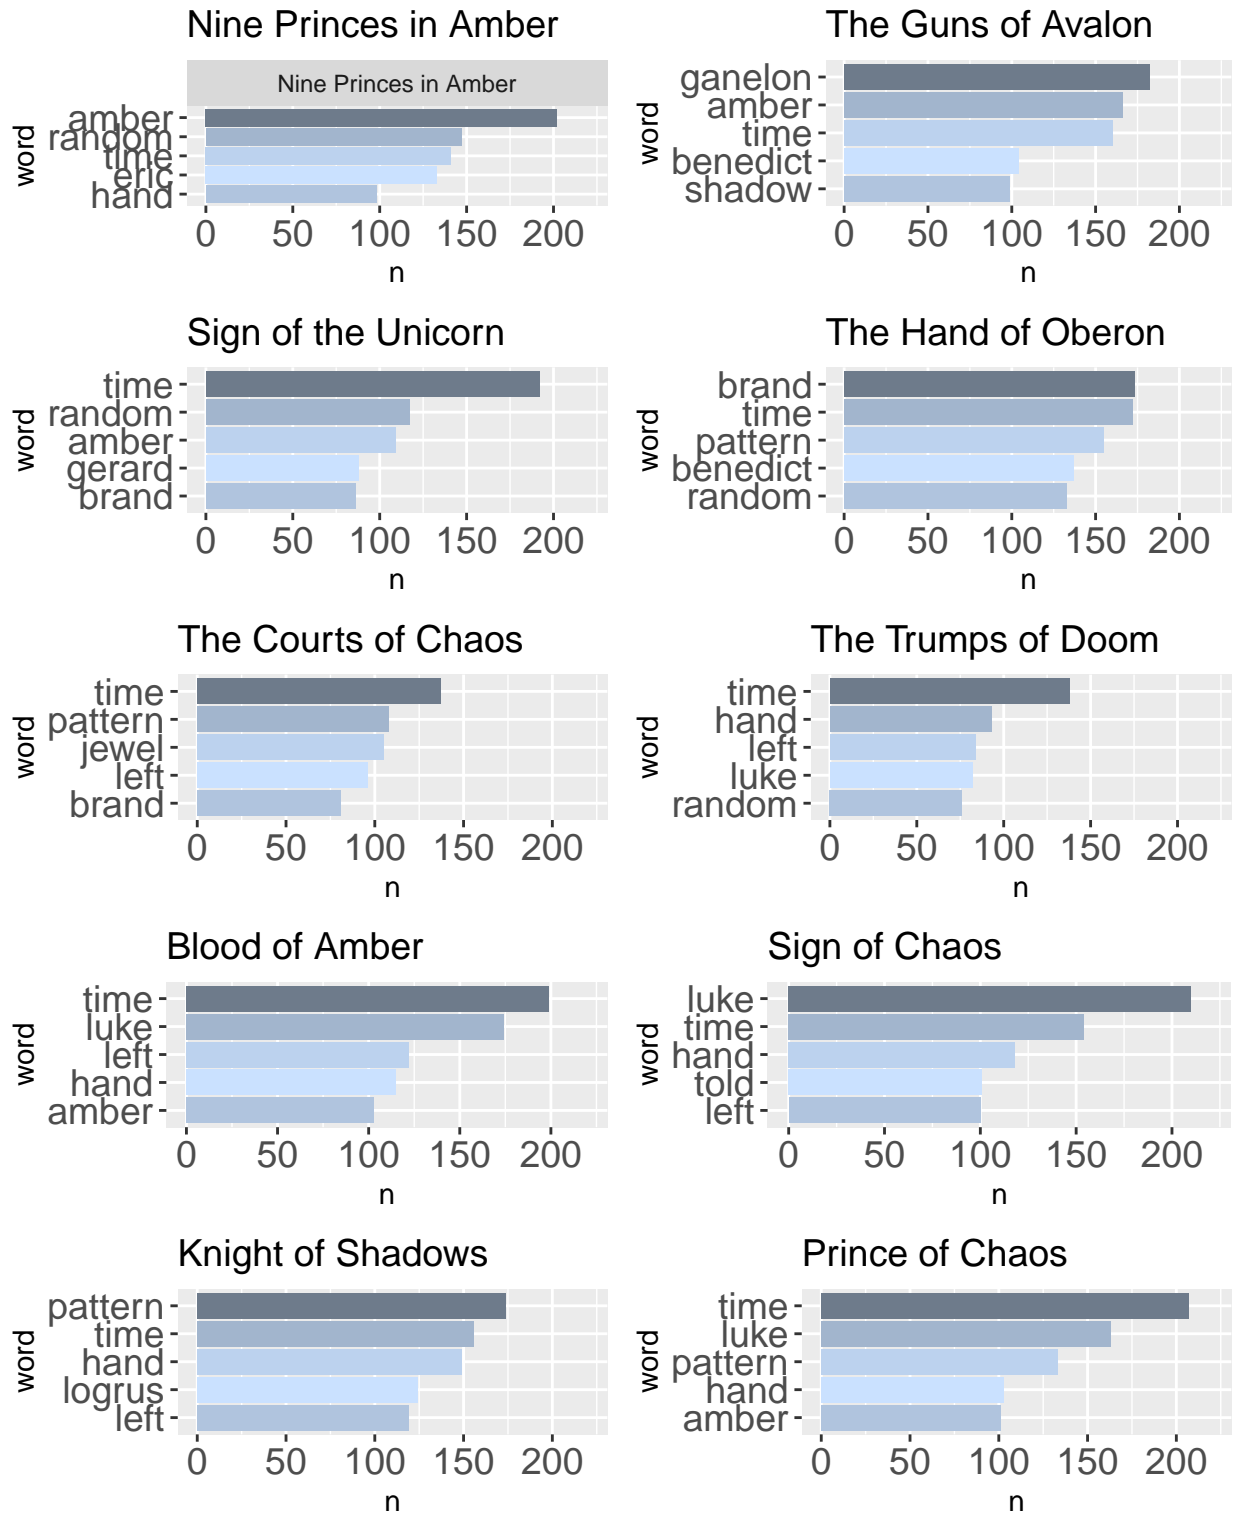 Nine Princes in Amber
Nine Princes in Amber
word
amber
random
time
eric
hand
0 50 100 150 200
n
The Guns of Avalon
word
ganelon
amber
time
benedict
shadow
0 50 100 150 200
n
Sign of the Unicorn
word
time
random
amber
gerard
brand
0 50 100 150 200
n
The Hand of Oberon
word
brand
time
pattern
benedict
random
0 50 100 150 200
n
The Courts of Chaos
word
time
pattern
jewel
left
brand
0 50 100 150 200
n
The Trumps of Doom
word
time
hand
left
luke
random
0 50 100 150 200
n
Blood of Amber
word
time
luke
left
hand
amber
0 50 100 150 200
n
Sign of Chaos
word
luke
time
hand
told
left
0 50 100 150 200
n
Knight of Shadows
word
pattern
time
hand
logrus
left
0 50 100 150 200
n
Prince of Chaos
word
time
luke
pattern
hand
amber
0 50 100 150 200
n